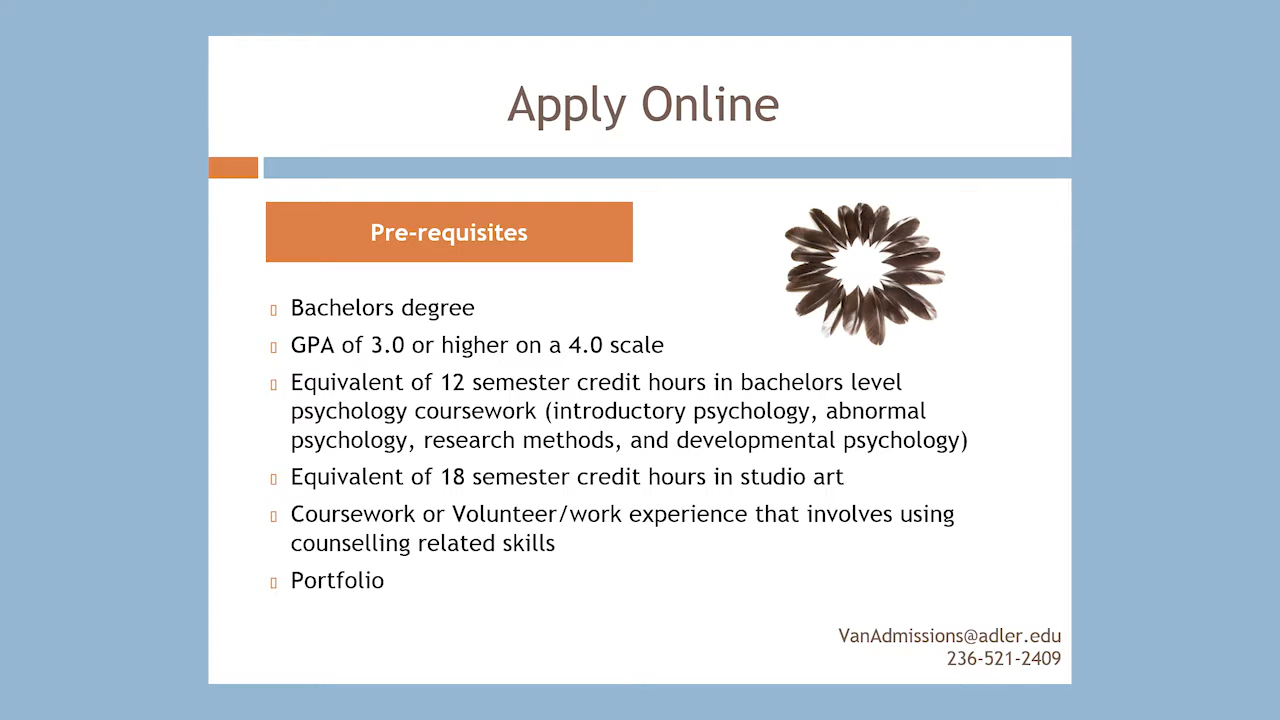 Apply Online
Pre-requisites
Bachelors degree
GPA of 3.0 or higher on a 4.0 scale
Equivalent of 12 semester credit hours in bachelors level
psychology coursework (introductory psychology, abnormal
psychology, research methods, and developmental psychology)
Equivalent of 18 semester credit hours in studio art
Coursework or Volunteer/work experience that involves using
counselling related skills
Portfolio
VanAdmissions@adler.edu
236-521-2409